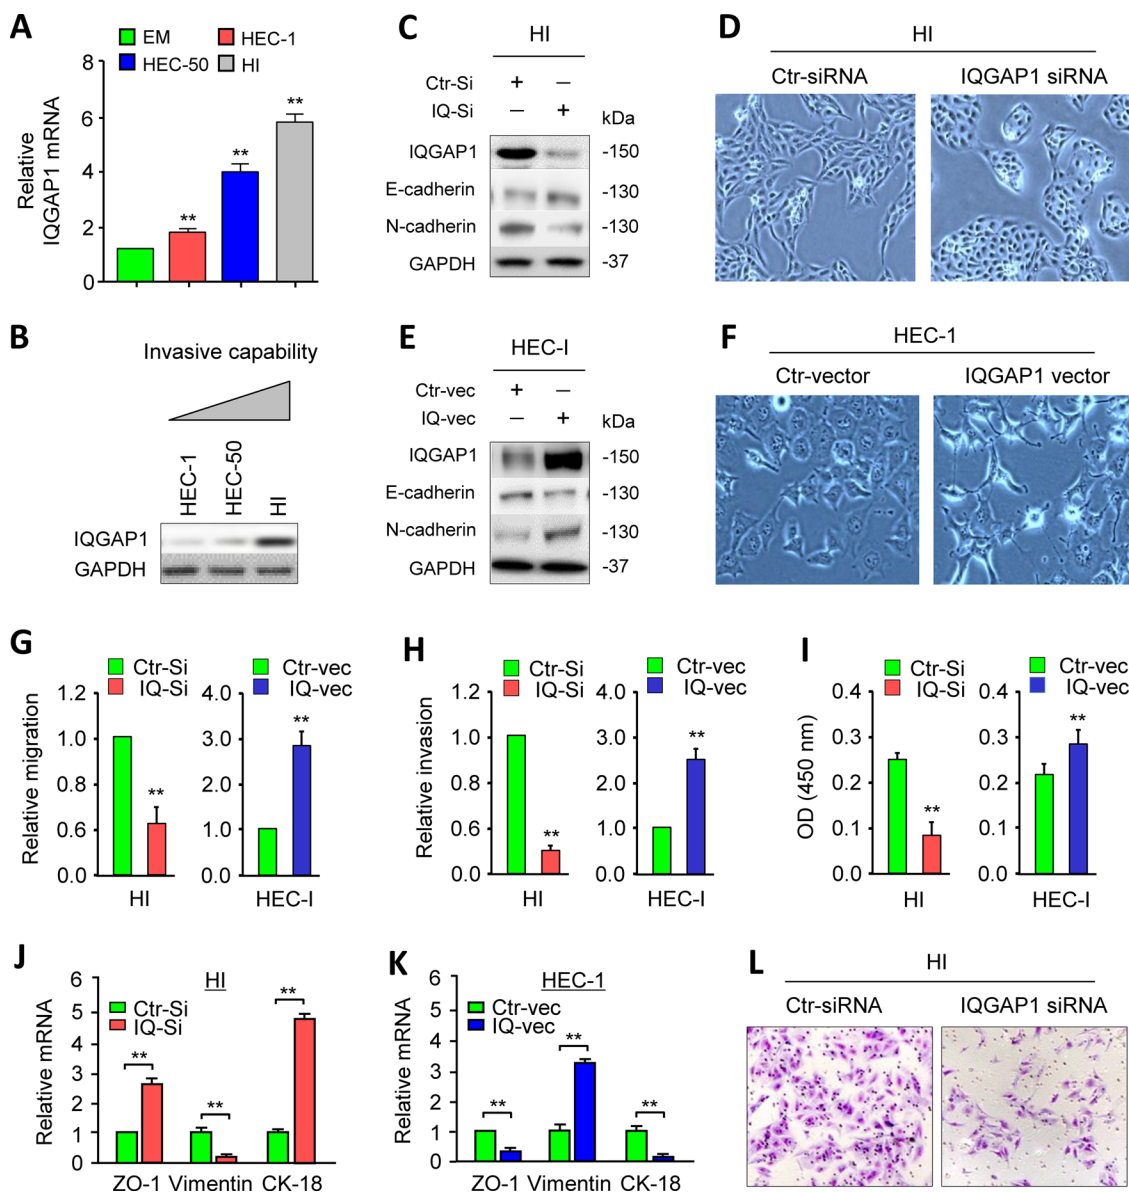 A
EM
HEC-1
HEC-50
HI
Relative
IQGAP1 mRNA
8
6
4
2
0
**
**
**
B
Invasive capability
HEC-1
HEC-50
HI
IQGAP1
GAPDH
C
HI
Ctr-Si + −
IQ-Si − +
kDa
IQGAP1 -150
E-cadherin -130
N-cadherin -130
GAPDH -37
D
HI
Ctr-siRNA
IQGAP1 siRNA
E
HEC-I
Ctr-vec + −
IQ-vec − +
kDa
IQGAP1 -150
E-cadherin -130
N-cadherin -130
GAPDH -37
F
HEC-1
Ctr-vector
IQGAP1 vector
G
Ctr-Si
IQ-Si
Relative migration
1.2
1.0
0.6
0.0
**
HI
Ctr-vec
IQ-vec
4.0
3.0
1.0
0.0
**
HEC-I
H
Ctr-Si
IQ-Si
Relative invasion
1.2
1.0
0.6
0.0
**
HI
Ctr-vec
IQ-vec
4.0
3.0
1.0
0.0
**
HEC-I
I
Ctr-Si
IQ-Si
OD (450 nm)
0.4
0.3
0.2
0.1
0.0
**
HI
Ctr-vec
IQ-vec
0.4
0.3
0.2
0.1
0.0
**
HEC-I
J
HI
Ctr-Si
IQ-Si
Relative mRNA
6
5
4
3
2
1
0
**
**
**
ZO-1 Vimentin CK-18
K
HEC-1
Ctr-vec
IQ-vec
Relative mRNA
6
5
4
3
2
1
0
**
**
**
ZO-1 Vimentin CK-18
L
HI
Ctr-siRNA
IQGAP1 siRNA